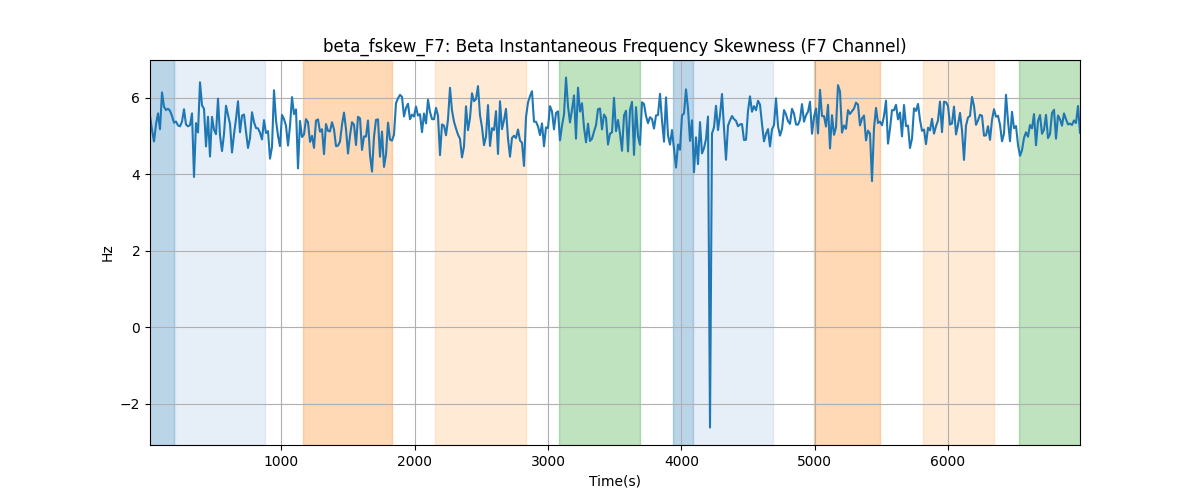 beta_fskew_F7: Beta Instantaneous Frequency Skewness (F7 Channel)
6
4
2
0
−2
Hz
1000 2000 3000 4000 5000 6000
Time(s)